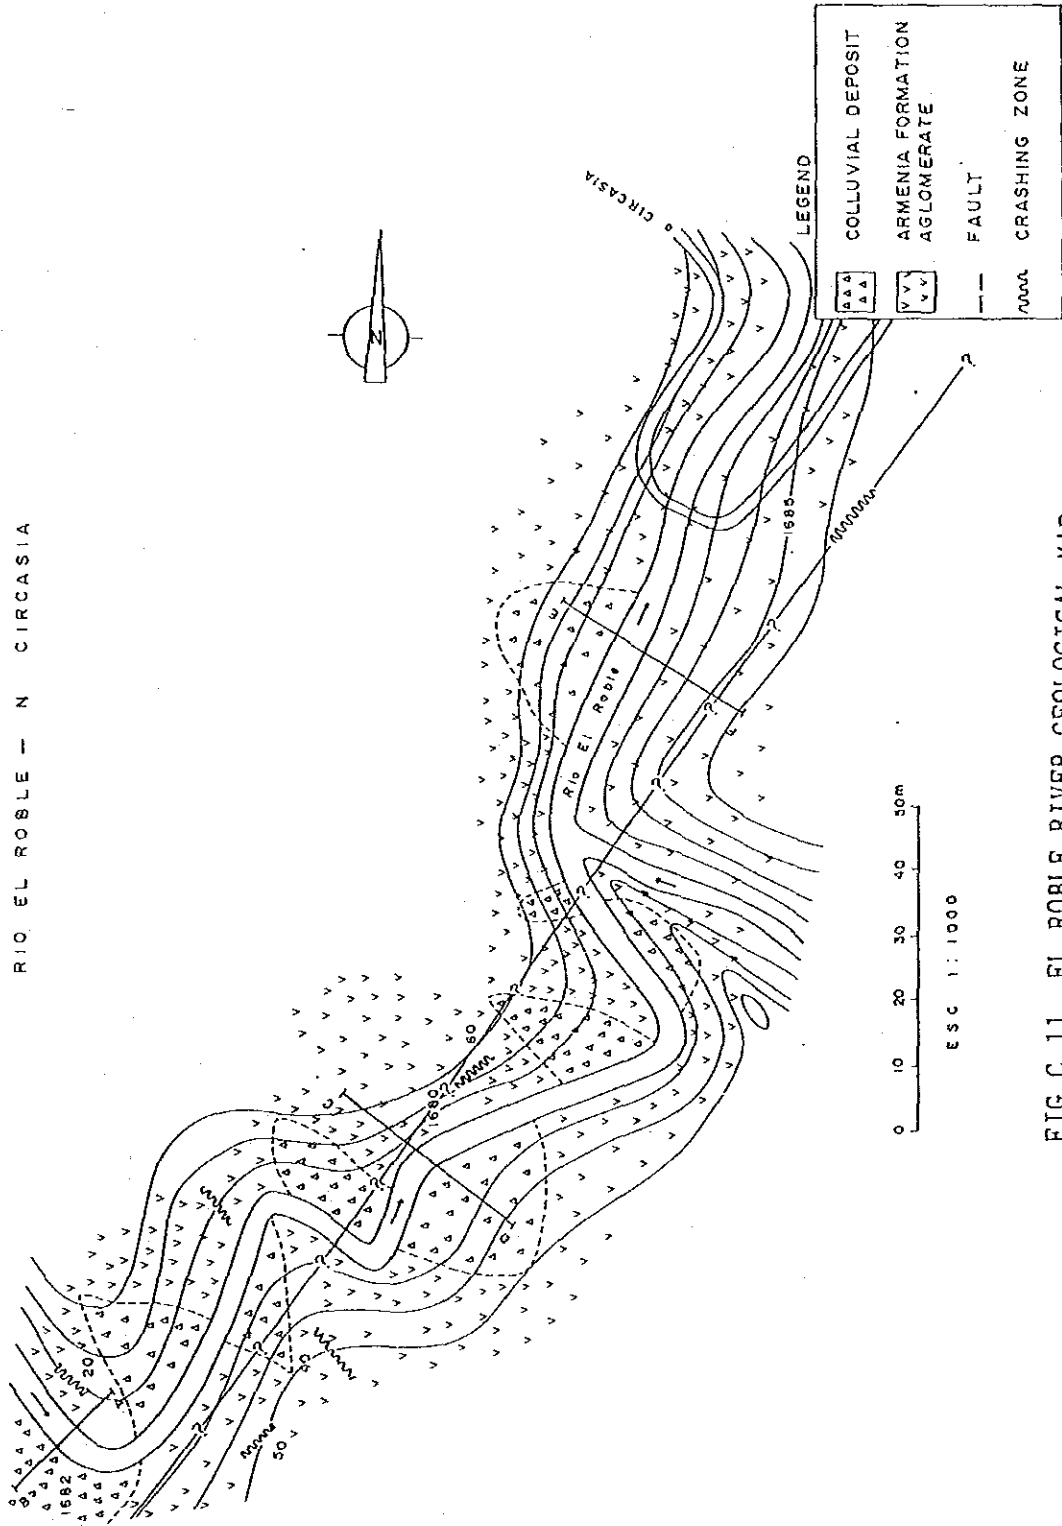 RIO EL ROBLE - N CIRCASIA
N
CIRCASIA
LEGEND
COLLUVIAL DEPOSIT
ARMENIA FORMATION
AGLOMERATE
FAULT
CRASHING ZONE
Rio El Roble
1685
1680
1682
60
20
50
?
?
?
?
?
?
?
?
?
?
?
0 10 20 30 40 50m
ESC 1:1000
FIG C.11 EL ROBLE RIVER GEOLOGICAL MAP